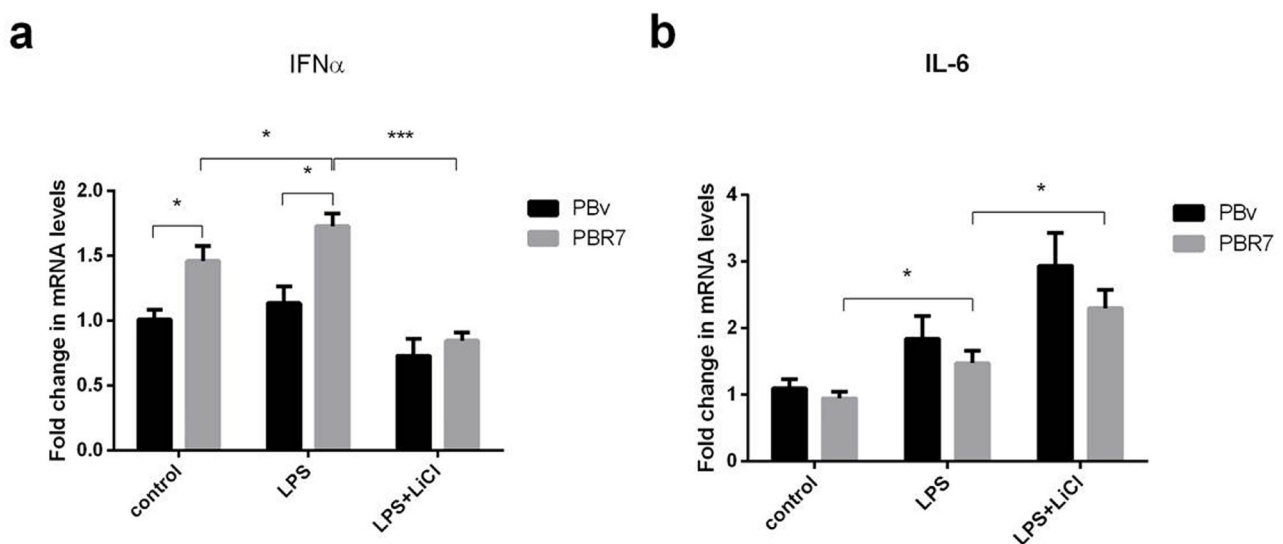 a
IFNα
*
***
*
*
Fold change in mRNA levels
2.0
1.5
1.0
0.5
0.0
control
LPS
LPS+LiCl
PBv
PBR7
b
IL-6
*
*
Fold change in mRNA levels
4
3
2
1
0
control
LPS
LPS+LiCl
PBv
PBR7